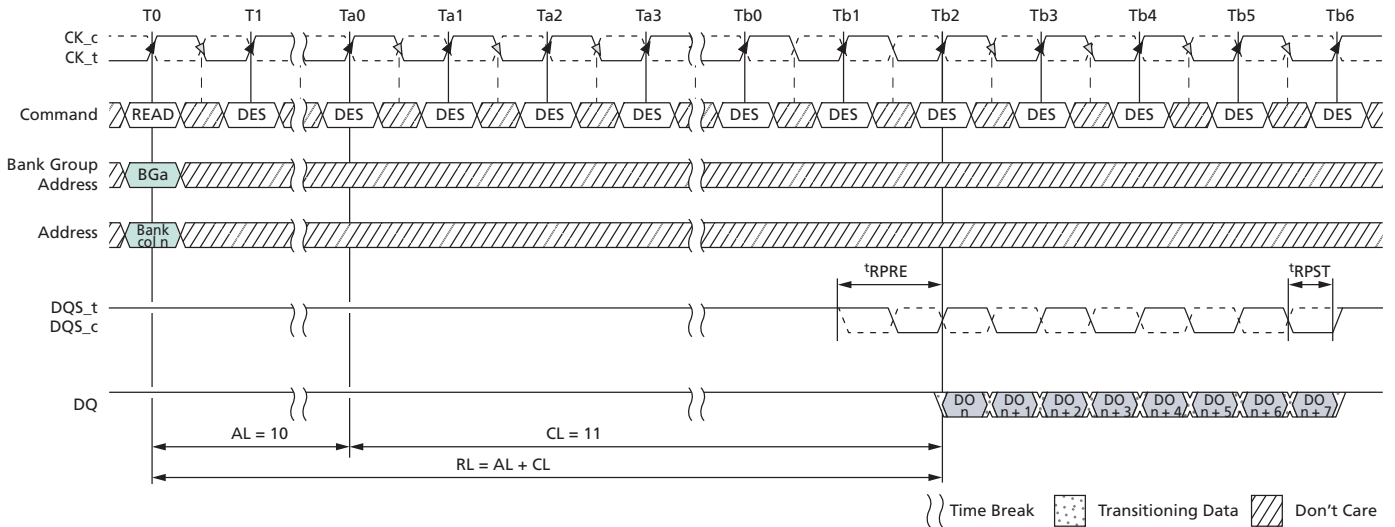 T0 T1 Ta0 Ta1 Ta2 Ta3 Tb0 Tb1 Tb2 Tb3 Tb4 Tb5 Tb6
CK_c
CK_t
Command READ DES DES DES DES DES DES DES DES DES DES DES DES
Bank Group
Address
BGa
Address
Bank
col n
tRPRE tRPST
DQS_t
DQS_c
DQ
DO
n
DO
n + 1
DO
n + 2
DO
n + 3
DO
n + 4
DO
n + 5
DO
n + 6
DO
n + 7
AL = 10 CL = 11
RL = AL + CL
Time Break Transitioning Data Don't Care